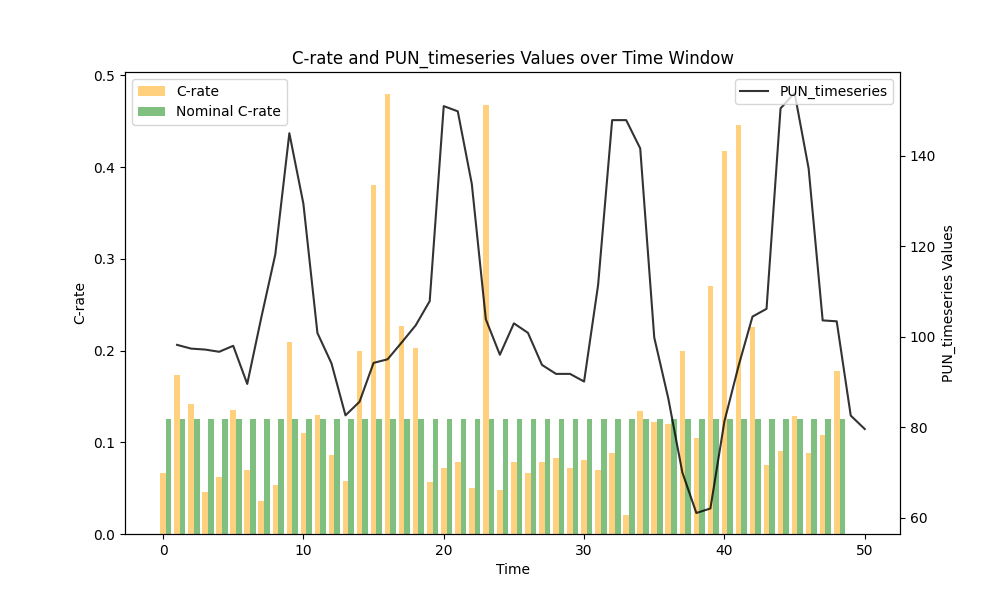 C-rate and PUN_timeseries Values over Time Window
C-rate
Nominal C-rate
PUN_timeseries
0.5
0.4
0.3
0.2
0.1
0.0
C-rate
140
120
100
80
60
PUN_timeseries Values
0 10 20 30 40 50
Time